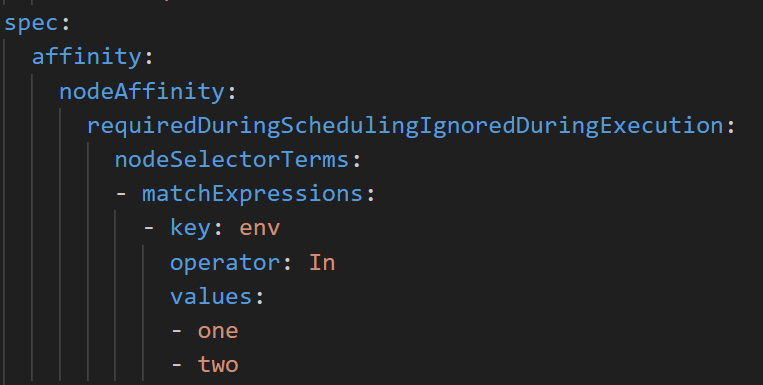 spec:
  affinity:
    nodeAffinity:
      requiredDuringSchedulingIgnoredDuringExecution:
        nodeSelectorTerms:
        - matchExpressions:
          - key: env
            operator: In
            values:
            - one
            - two